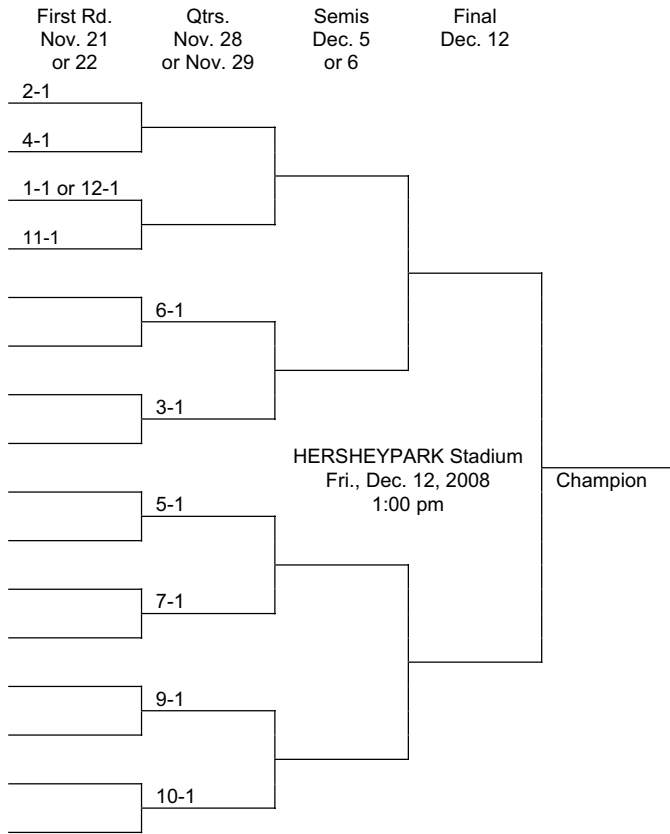 First Rd.
Nov. 21
or 22
Qtrs.
Nov. 28
or Nov. 29
Semis
Dec. 5
or 6
Final
Dec. 12
2-1
4-1
1-1 or 12-1
11-1
6-1
3-1
HERSHEYPARK Stadium
Fri., Dec. 12, 2008
1:00 pm
Champion
5-1
7-1
9-1
10-1